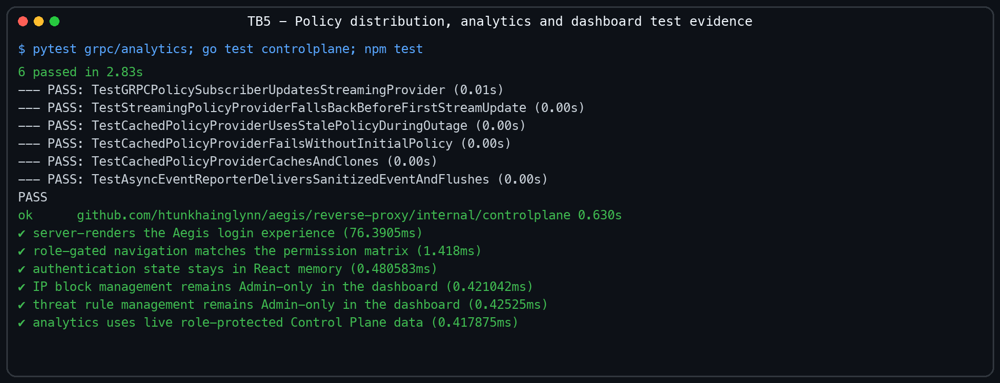 TB5 – Policy distribution, analytics and dashboard test evidence
$ pytest grpc/analytics; go test controlplane; npm test
6 passed in 2.83s
--- PASS: TestGRPCPolicySubscriberUpdatesStreamingProvider (0.01s)
--- PASS: TestStreamingPolicyProviderFallsBackBeforeFirstStreamUpdate (0.00s)
--- PASS: TestCachedPolicyProviderUsesStalePolicyDuringOutage (0.00s)
--- PASS: TestCachedPolicyProviderFailsWithoutInitialPolicy (0.00s)
--- PASS: TestCachedPolicyProviderCachesAndClones (0.00s)
--- PASS: TestAsyncEventReporterDeliversSanitizedEventAndFlushes (0.00s)
PASS
ok      github.com/htunkhainglynn/aegis/reverse-proxy/internal/controlplane 0.630s
✔ server-renders the Aegis login experience (76.3905ms)
✔ role-gated navigation matches the permission matrix (1.418ms)
✔ authentication state stays in React memory (0.480583ms)
✔ IP block management remains Admin-only in the dashboard (0.421042ms)
✔ threat rule management remains Admin-only in the dashboard (0.42525ms)
✔ analytics uses live role-protected Control Plane data (0.417875ms)